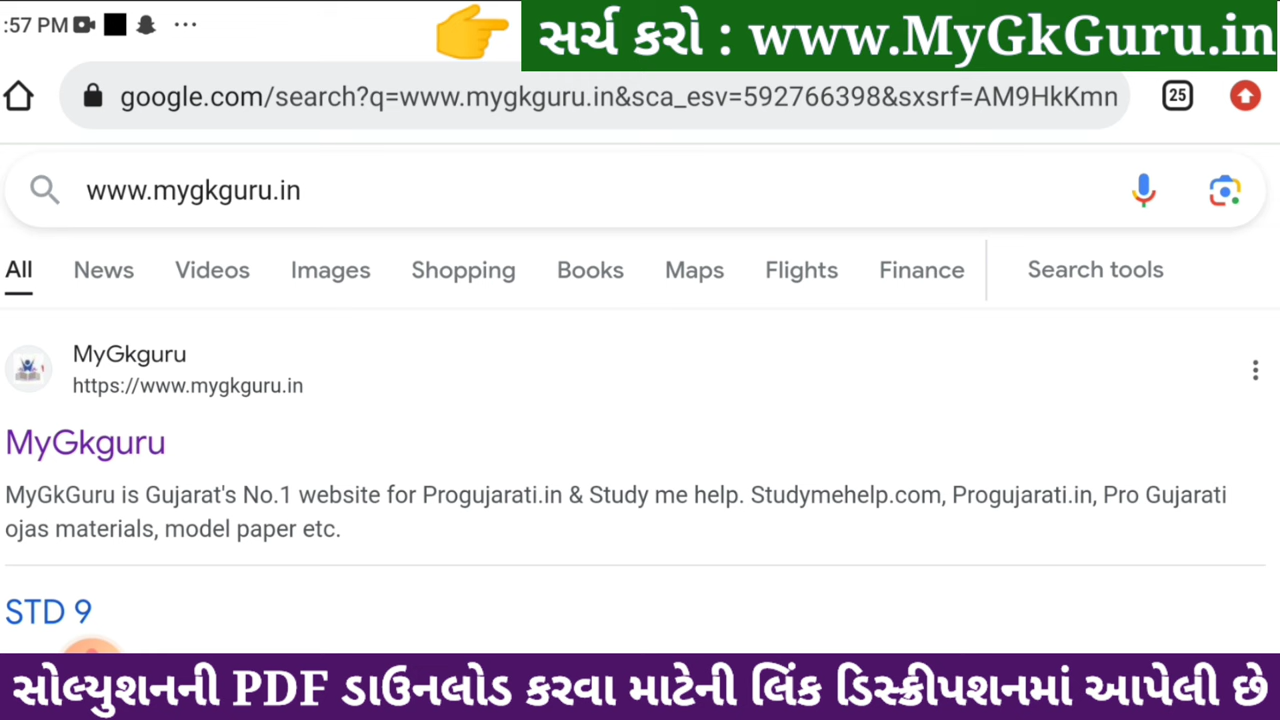 :57 PM
સર્ચ કરો : www.MyGkGuru.in
google.com/search?q=www.mygkguru.in&sca_esv=592766398&sxsrf=AM9HkKmn
25
www.mygkguru.in
All News Videos Images Shopping Books Maps Flights Finance Search tools
MyGkguru
https://www.mygkguru.in
MyGkguru
MyGkGuru is Gujarat's No.1 website for Progujarati.in & Study me help. Studymehelp.com, Progujarati.in, Pro Gujarati
ojas materials, model paper etc.
STD 9
સોલ્યુશનની PDF ડાઉનલોડ કરવા માટેની લિંક ડિસ્ક્રીપશનમાં આપેલી છે